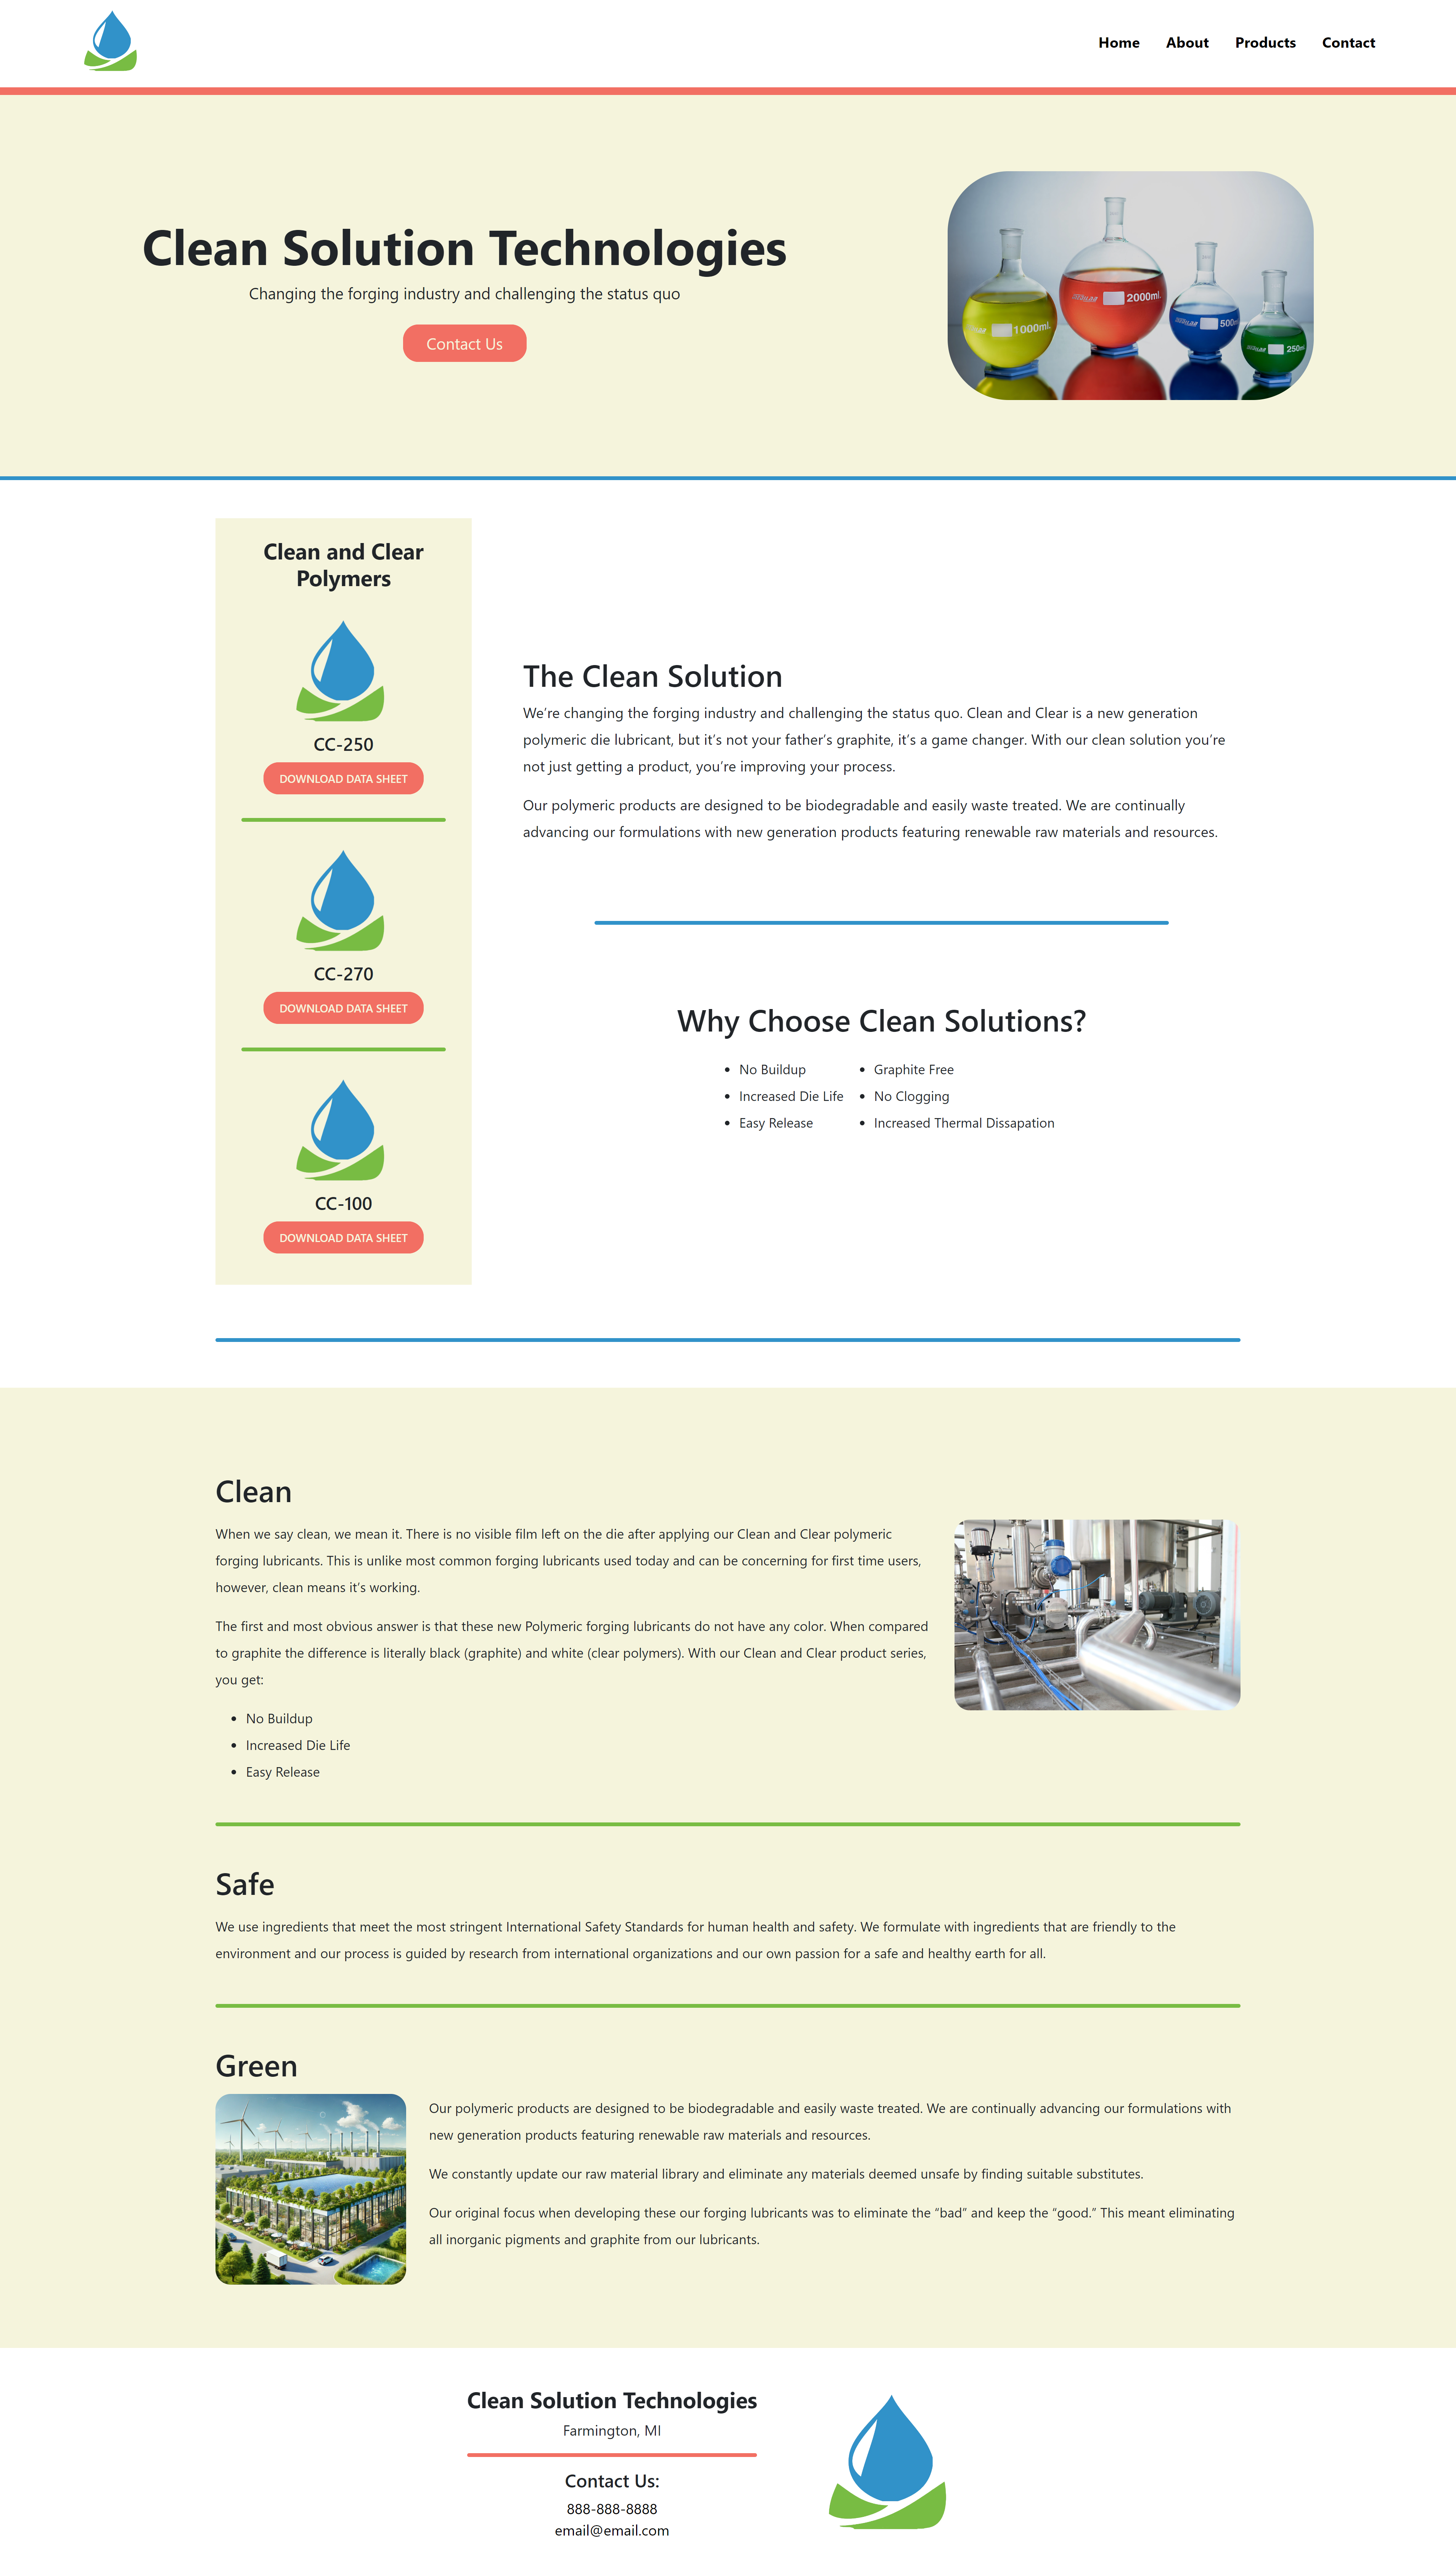 Home About Products Contact
Clean Solution Technologies
Changing the forging industry and challenging the status quo
Contact Us
1000ml.
2000ml.
500ml
250ml
Clean and Clear
Polymers
CC-250
DOWNLOAD DATA SHEET
CC-270
DOWNLOAD DATA SHEET
CC-100
DOWNLOAD DATA SHEET
The Clean Solution
We’re changing the forging industry and challenging the status quo. Clean and Clear is a new generation
polymeric die lubricant, but it’s not your father’s graphite, it’s a game changer. With our clean solution you’re
not just getting a product, you’re improving your process.
Our polymeric products are designed to be biodegradable and easily waste treated. We are continually
advancing our formulations with new generation products featuring renewable raw materials and resources.
Why Choose Clean Solutions?
• No Buildup
• Increased Die Life
• Easy Release
• Graphite Free
• No Clogging
• Increased Thermal Dissapation
Clean
When we say clean, we mean it. There is no visible film left on the die after applying our Clean and Clear polymeric
forging lubricants. This is unlike most common forging lubricants used today and can be concerning for first time users,
however, clean means it’s working.
The first and most obvious answer is that these new Polymeric forging lubricants do not have any color. When compared
to graphite the difference is literally black (graphite) and white (clear polymers). With our Clean and Clear product series,
you get:
• No Buildup
• Increased Die Life
• Easy Release
Safe
We use ingredients that meet the most stringent International Safety Standards for human health and safety. We formulate with ingredients that are friendly to the
environment and our process is guided by research from international organizations and our own passion for a safe and healthy earth for all.
Green
Our polymeric products are designed to be biodegradable and easily waste treated. We are continually advancing our formulations with
new generation products featuring renewable raw materials and resources.
We constantly update our raw material library and eliminate any materials deemed unsafe by finding suitable substitutes.
Our original focus when developing these our forging lubricants was to eliminate the “bad” and keep the “good.” This meant eliminating
all inorganic pigments and graphite from our lubricants.
Clean Solution Technologies
Farmington, MI
Contact Us:
888-888-8888
email@email.com